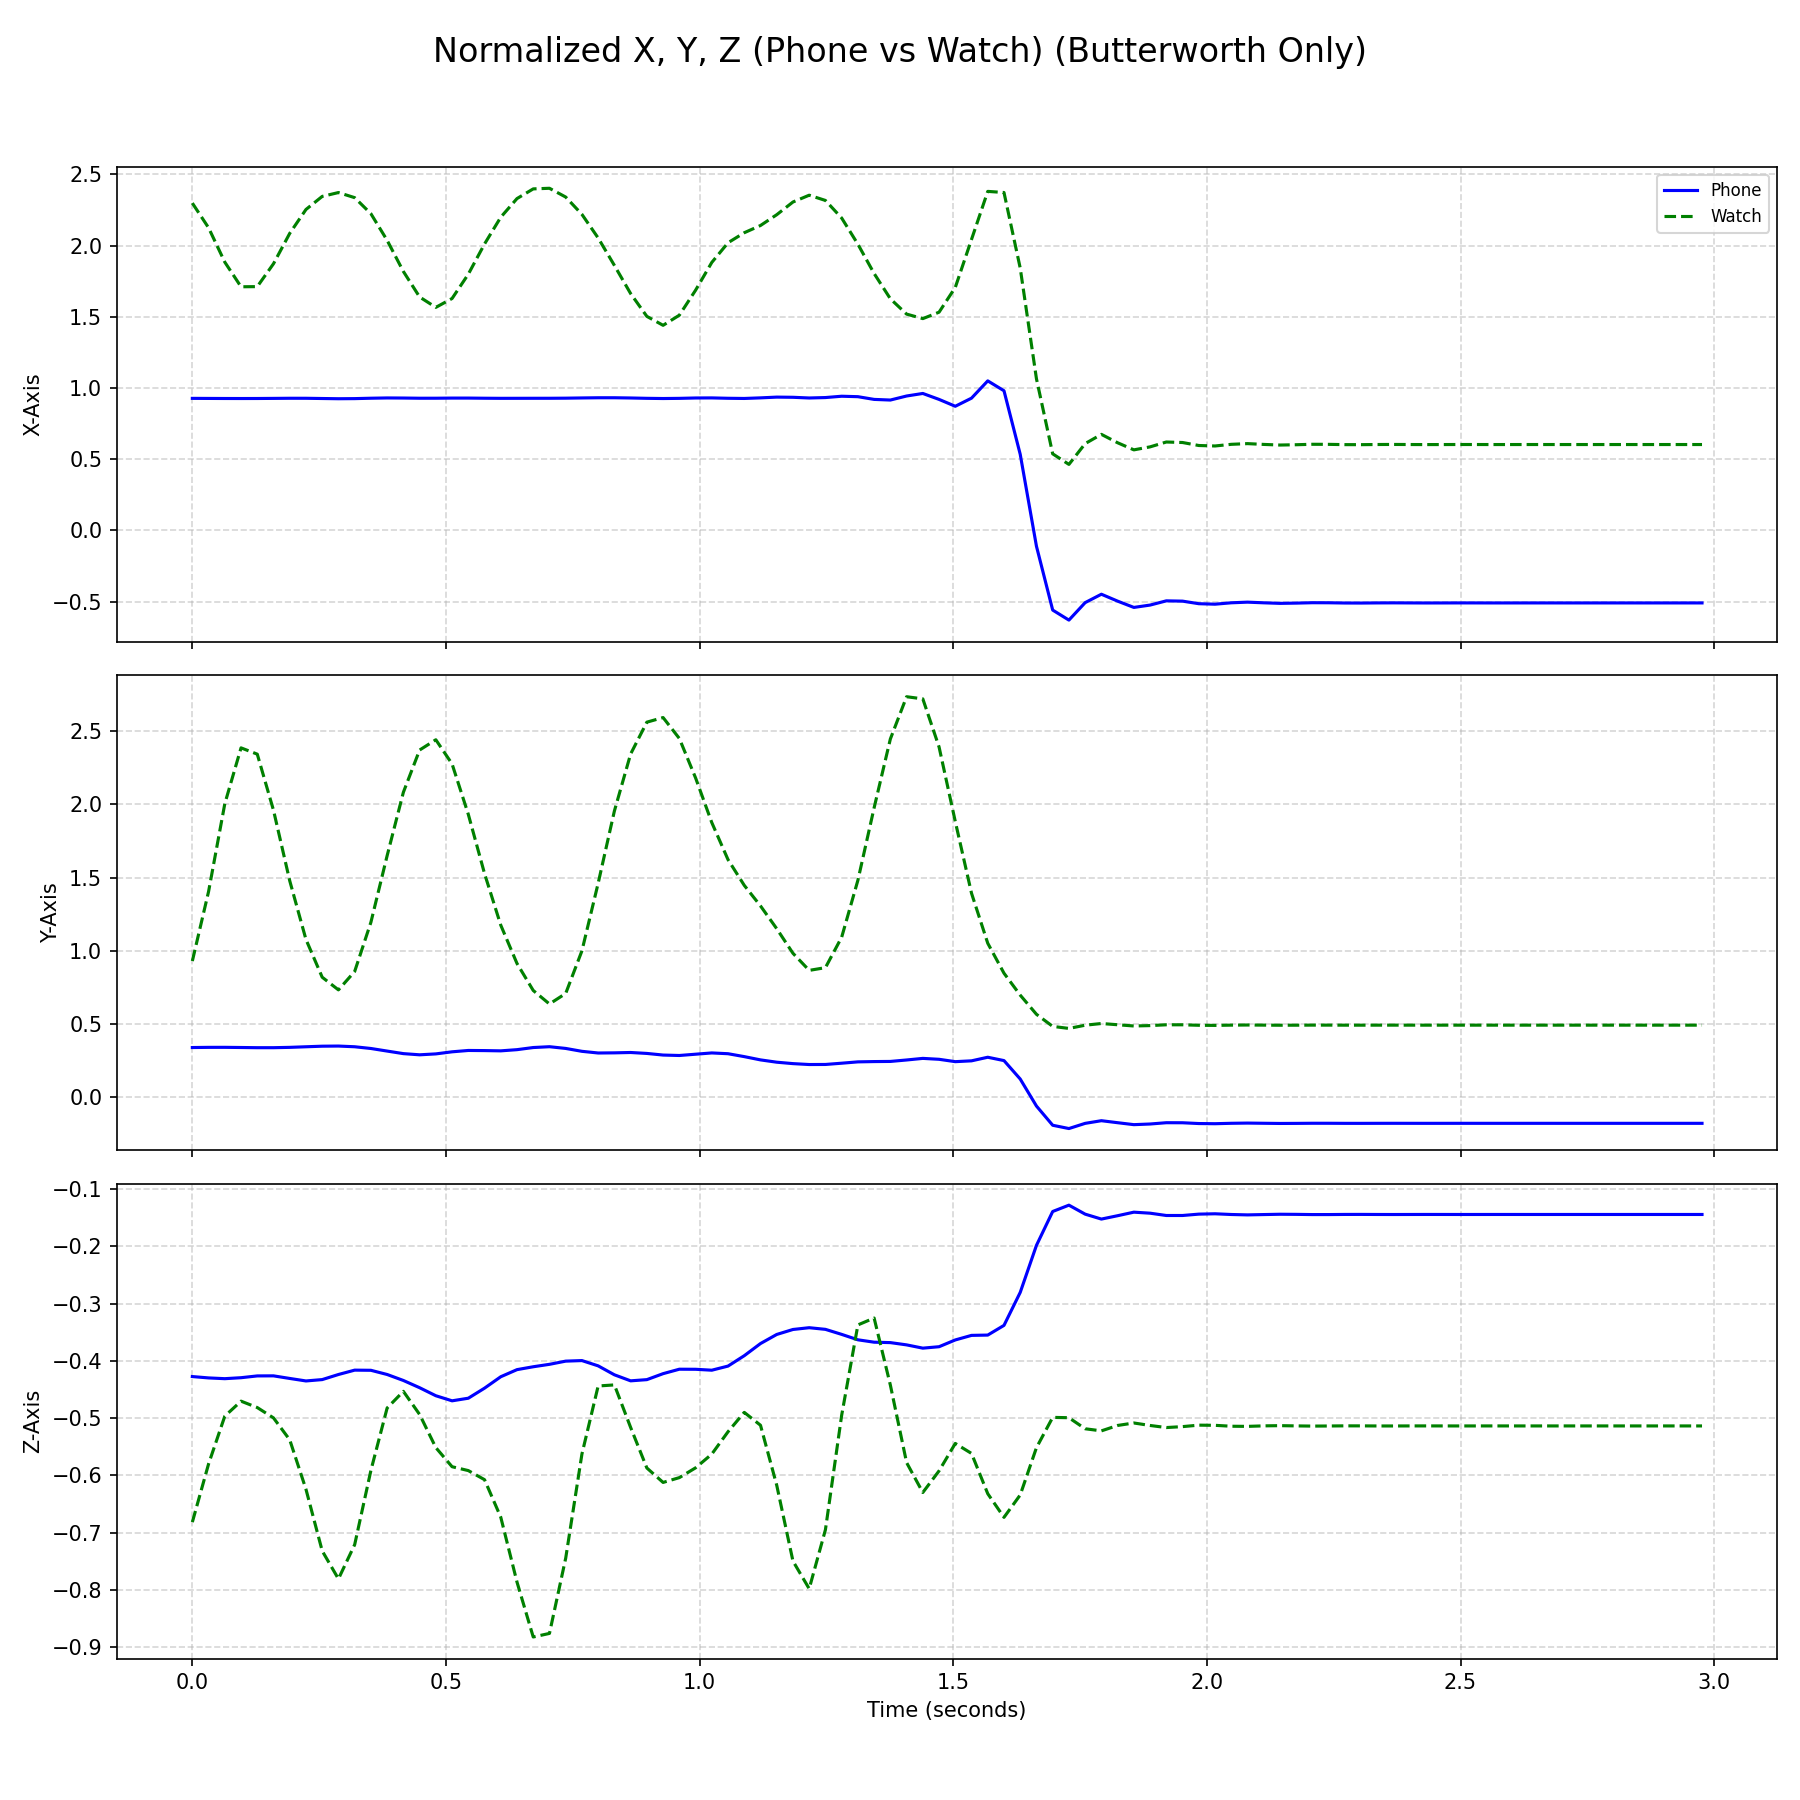 Normalized X, Y, Z (Phone vs Watch) (Butterworth Only)
2.5
2.0
1.5
1.0
0.5
0.0
−0.5
X-Axis
Phone
Watch
2.5
2.0
1.5
1.0
0.5
0.0
Y-Axis
−0.1
−0.2
−0.3
−0.4
−0.5
−0.6
−0.7
−0.8
−0.9
Z-Axis
0.0 0.5 1.0 1.5 2.0 2.5 3.0
Time (seconds)